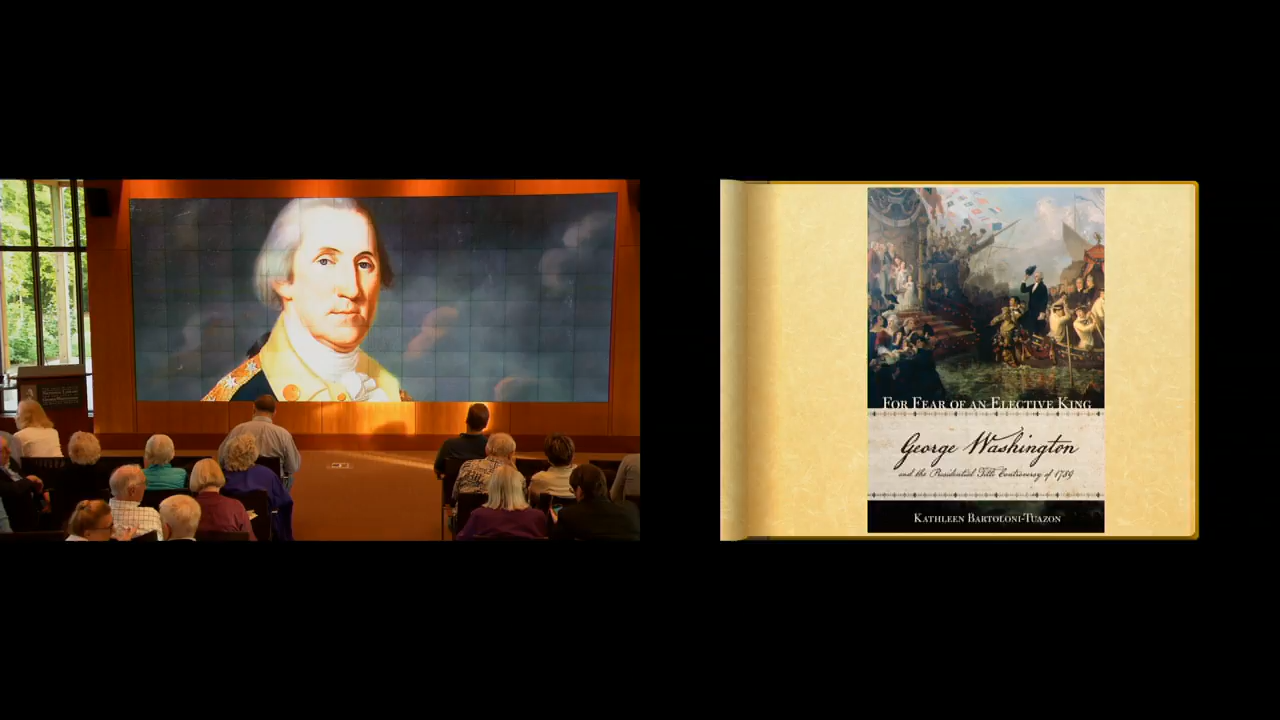 For Fear of an Elective King
George Washington
and the Presidential Title Controversy of 1789
Kathleen Bartoloni-Tuazon